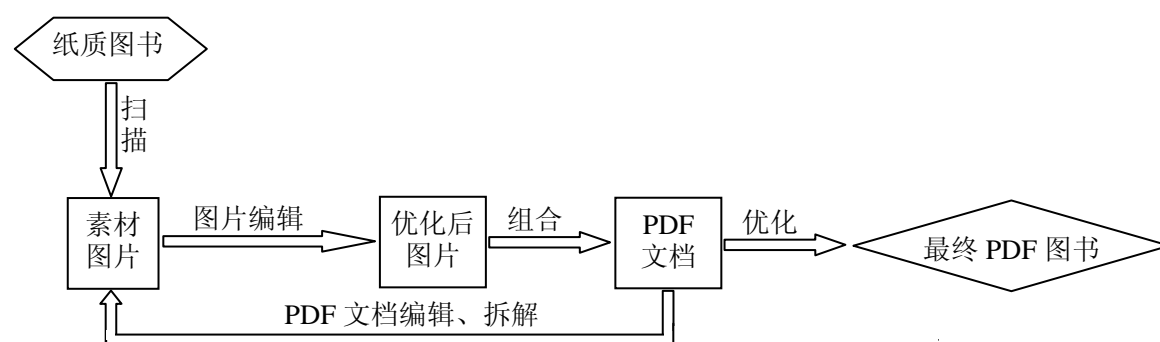 纸质图书
扫
描
素材
图片
图片编辑
优化后
图片
组合
PDF
文档
优化
最终 PDF 图书
PDF 文档编辑、拆解